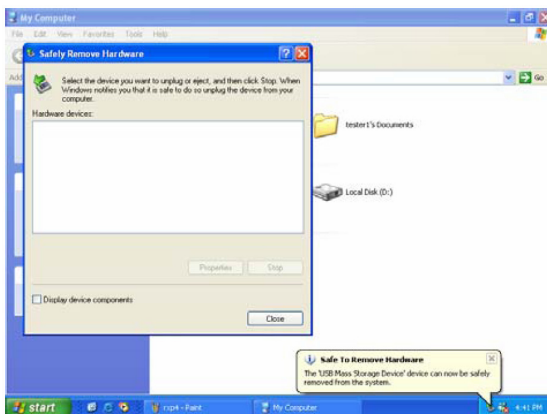 My Computer
File Edit View Favorites Tools Help
Safely Remove Hardware
Select the device you want to unplug or eject, and then click Stop. When
Windows notifies you that it is safe to do so unplug the device from your
computer.
Hardware devices:
Go
tester1's Documents
Local Disk (D:)
Properties Stop
Display device components
Close
Safe To Remove Hardware
The 'USB Mass Storage Device' device can now be safely
removed from the system.
start
- Paint
My Computer
4:41 PM